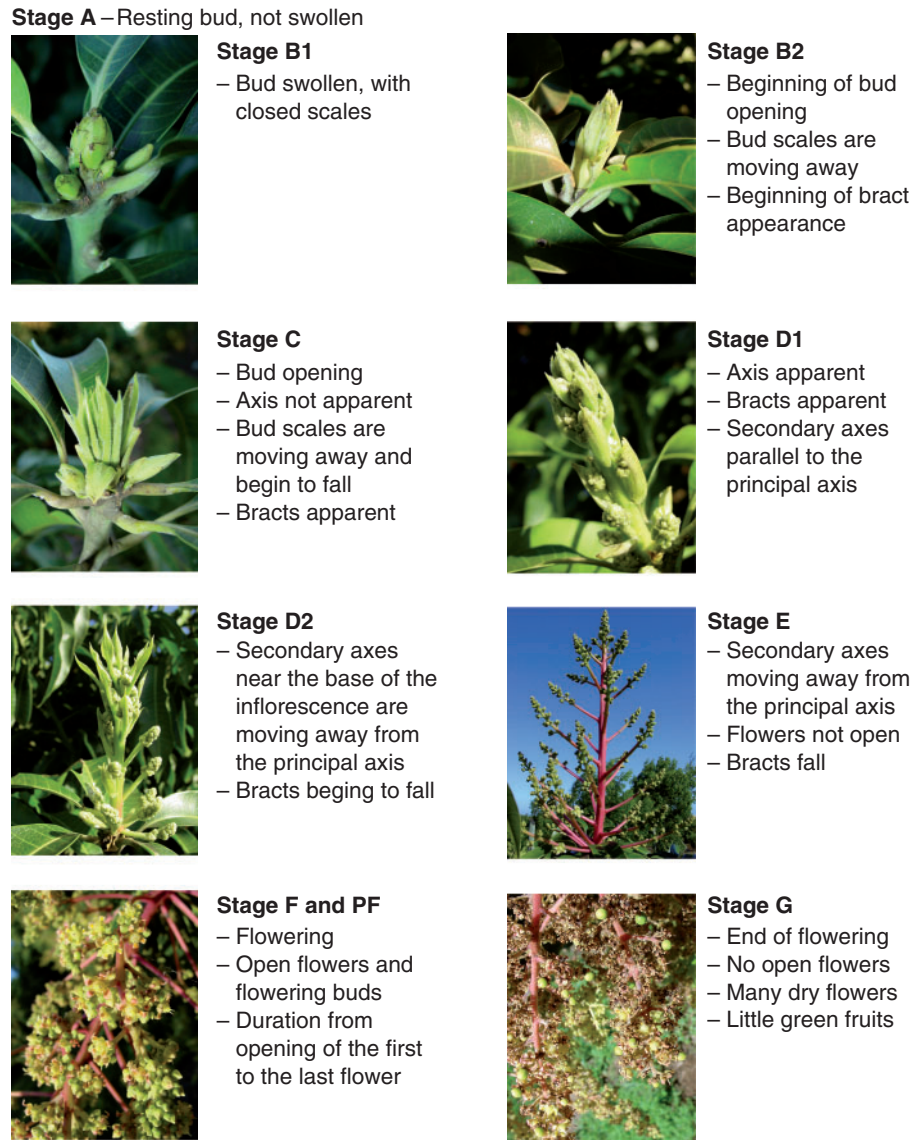 Stage A – Resting bud, not swollen
Stage B1
– Bud swollen, with
closed scales
Stage B2
– Beginning of bud
opening
– Bud scales are
moving away
– Beginning of bract
appearance
Stage C
– Bud opening
– Axis not apparent
– Bud scales are
moving away and
begin to fall
– Bracts apparent
Stage D1
– Axis apparent
– Bracts apparent
– Secondary axes
parallel to the
principal axis
Stage D2
– Secondary axes
near the base of the
inflorescence are
moving away from
the principal axis
– Bracts beging to fall
Stage E
– Secondary axes
moving away from
the principal axis
– Flowers not open
– Bracts fall
Stage F and PF
– Flowering
– Open flowers and
flowering buds
– Duration from
opening of the first
to the last flower
Stage G
– End of flowering
– No open flowers
– Many dry flowers
– Little green fruits